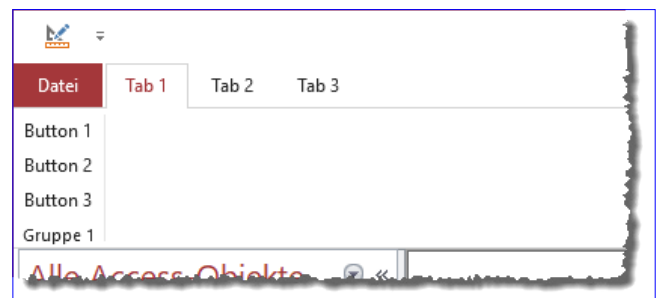 Datei Tab 1 Tab 2 Tab 3
Button 1
Button 2
Button 3
Gruppe 1
Alle Access-Objekte